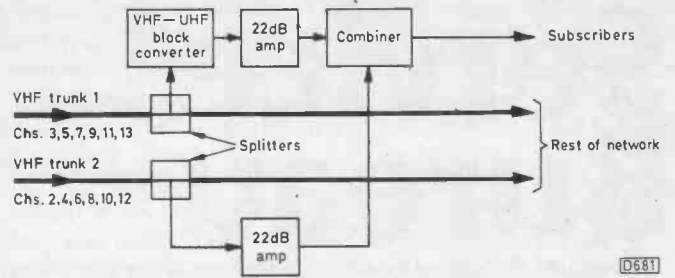 VHF–UHF
block
converter
22dB
amp
Combiner
Subscribers
VHF trunk 1
Chs. 3,5,7,9,11,13
Splitters
Rest of network
VHF trunk 2
Chs. 2,4,6,8,10,12
22dB
amp
D681